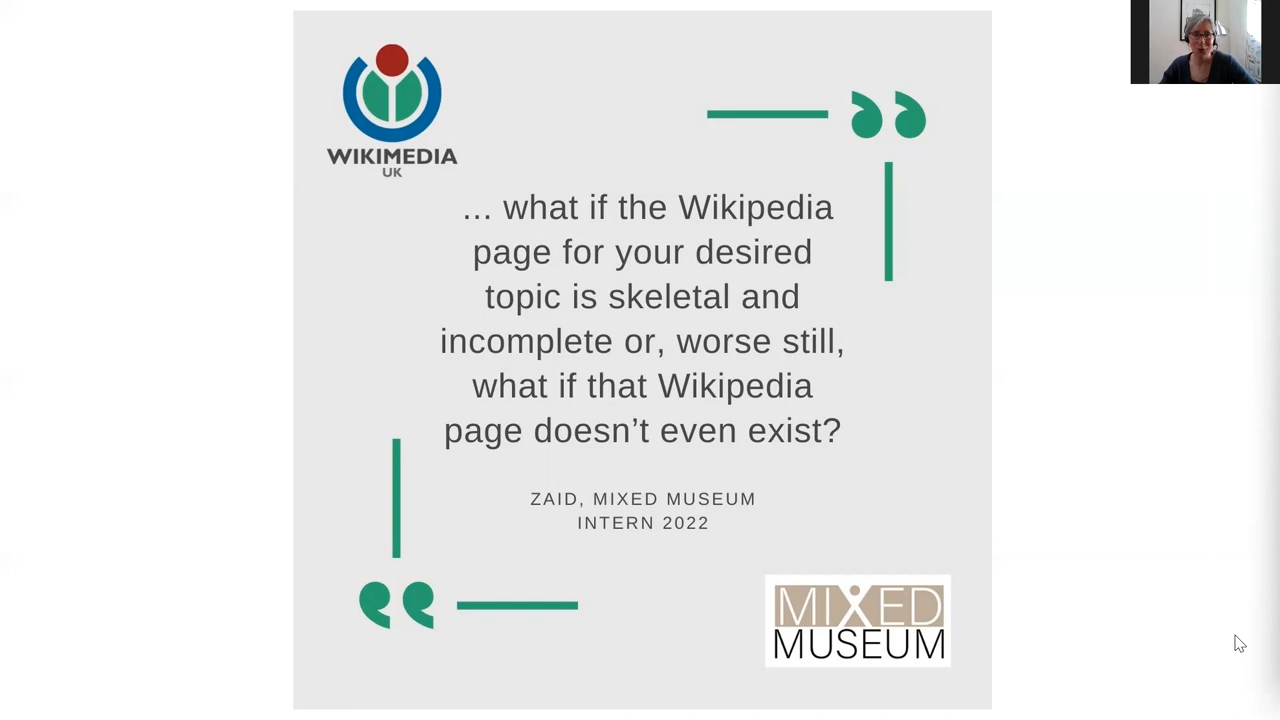 WIKIMEDIA
UK
... what if the Wikipedia
page for your desired
topic is skeletal and
incomplete or, worse still,
what if that Wikipedia
page doesn’t even exist?
ZAID, MIXED MUSEUM
INTERN 2022
MIXED
MUSEUM